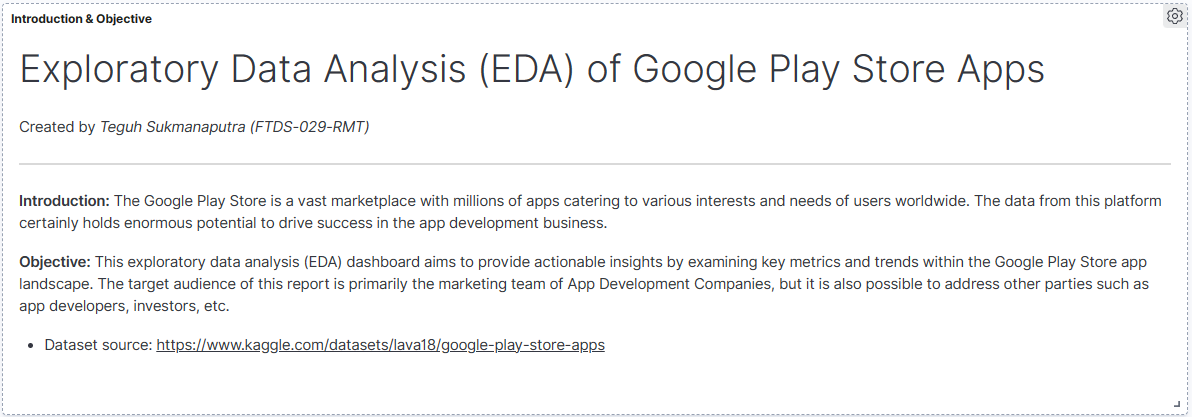 Introduction & Objective
Exploratory Data Analysis (EDA) of Google Play Store Apps
Created by Teguh Sukmanaputra (FTDS-029-RMT)
Introduction: The Google Play Store is a vast marketplace with millions of apps catering to various interests and needs of users worldwide. The data from this platform
certainly holds enormous potential to drive success in the app development business.
Objective: This exploratory data analysis (EDA) dashboard aims to provide actionable insights by examining key metrics and trends within the Google Play Store app
landscape. The target audience of this report is primarily the marketing team of App Development Companies, but it is also possible to address other parties such as
app developers, investors, etc.
• Dataset source: https://www.kaggle.com/datasets/lava18/google-play-store-apps